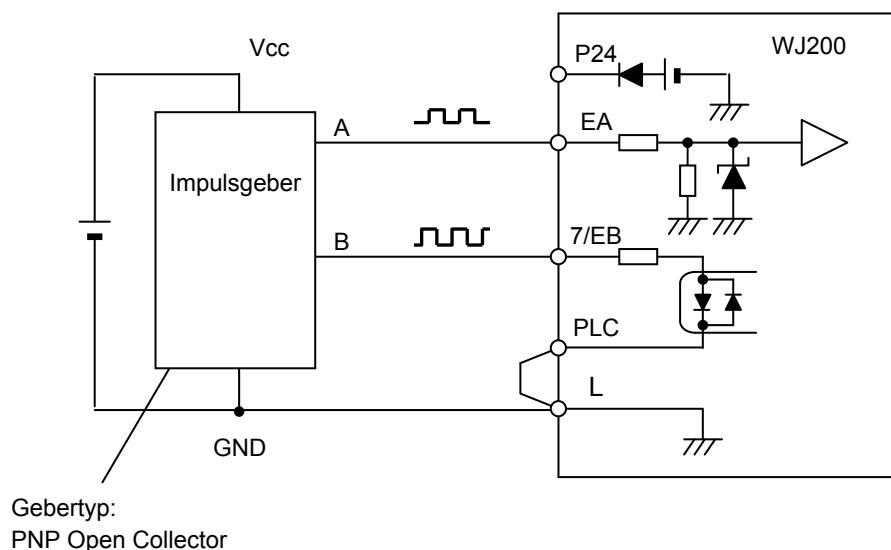 Vcc
WJ200
P24
A
EA
Impulsgeber
B
7/EB
PLC
L
GND
Gebertyp:
PNP Open Collector